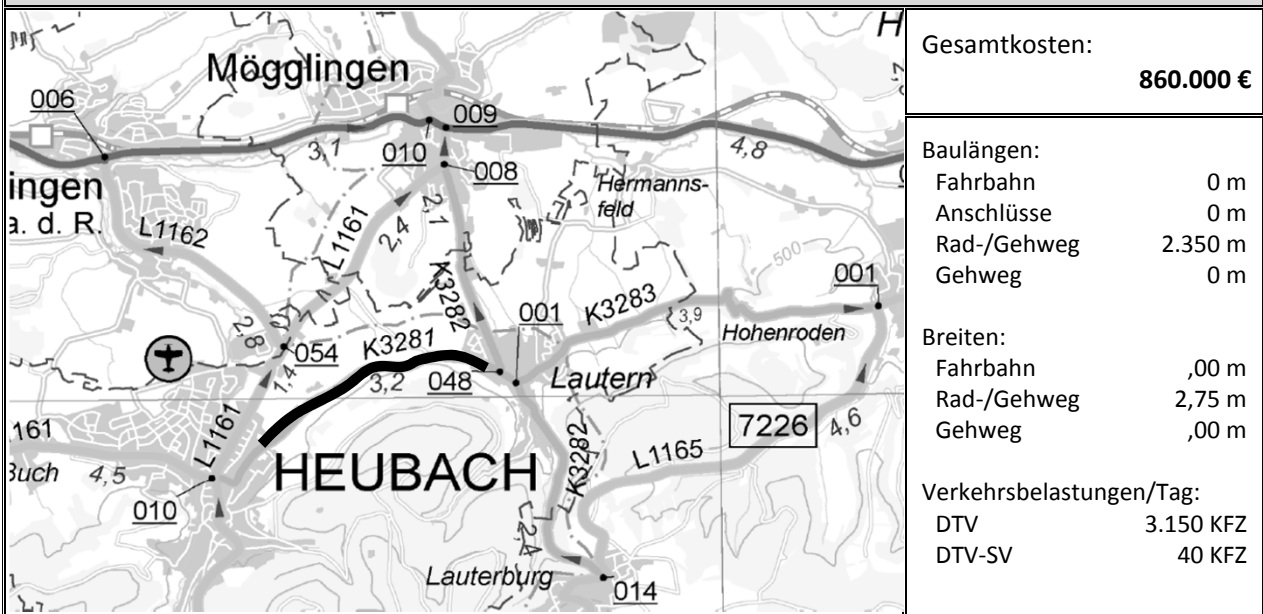 Mögglingen
H
006
009
3,1
010
4,8
008
ingen
a. d. R.
Hermanns-
feld
2,1
L1162
L1161
2,4
500
001
K3282
K3283
001
2,8
3,9
Hohenroden
054
K3281
1,4
3,2
048
Lautern
L1161
7226
4,6
161
Buch
4,5
HEUBACH
K3282
L1165
010
2,4
Lauterburg
014
Gesamtkosten:
860.000 €
Baulängen:
Fahrbahn 0 m
Anschlüsse 0 m
Rad-/Gehweg 2.350 m
Gehweg 0 m
Breiten:
Fahrbahn ,00 m
Rad-/Gehweg 2,75 m
Gehweg ,00 m
Verkehrsbelastungen/Tag:
DTV 3.150 KFZ
DTV-SV 40 KFZ